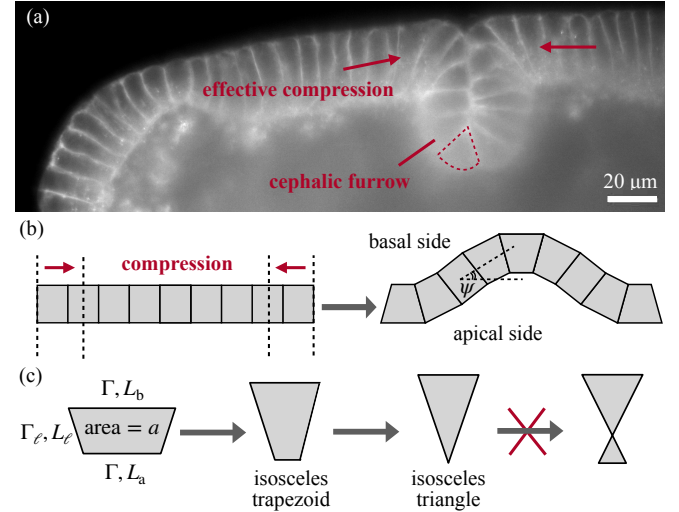 (a)
effective compression
cephalic furrow
20 μm
(b)
compression
basal side
ψ
apical side
(c)
Γ, L_b
Γ_ℓ, L_ℓ
area = a
Γ, L_a
isosceles
trapezoid
isosceles
triangle